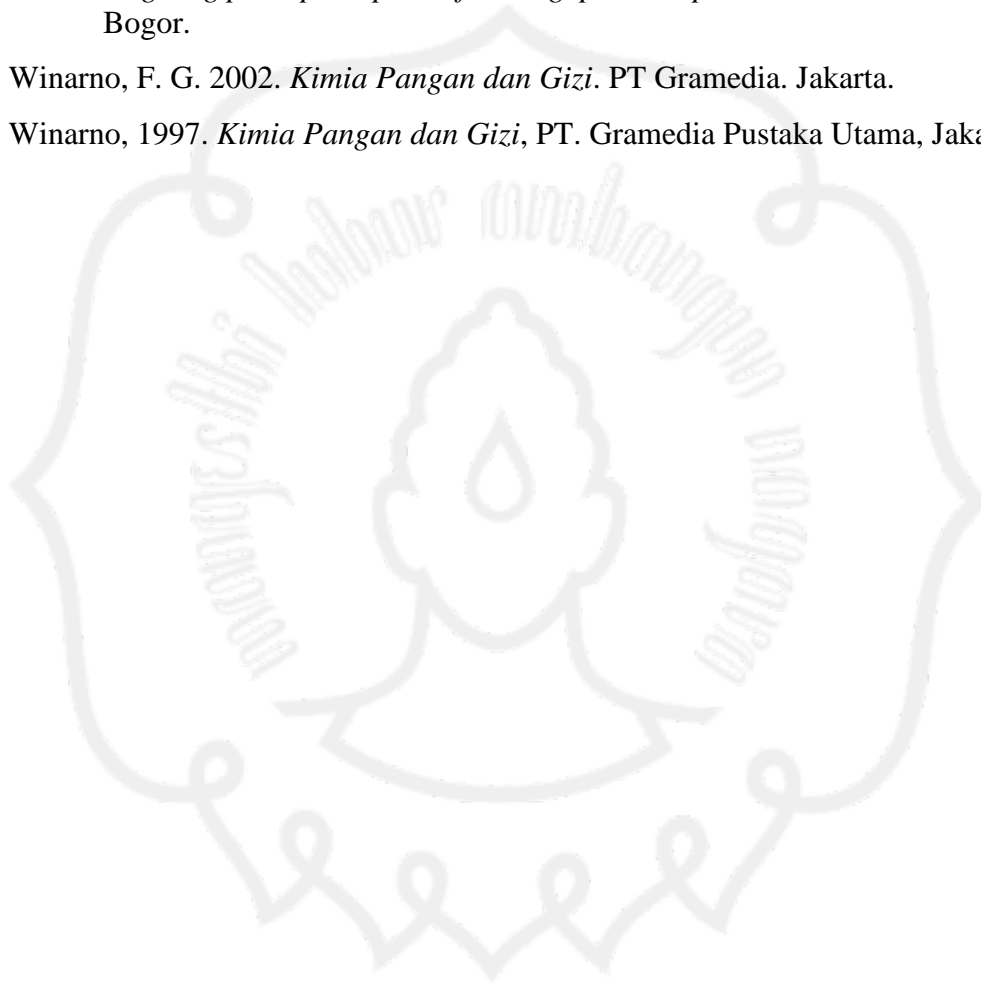 Bogor.
Winarno, F. G. 2002. Kimia Pangan dan Gizi. PT Gramedia. Jakarta.
Winarno, 1997. Kimia Pangan dan Gizi, PT. Gramedia Pustaka Utama, Jaka